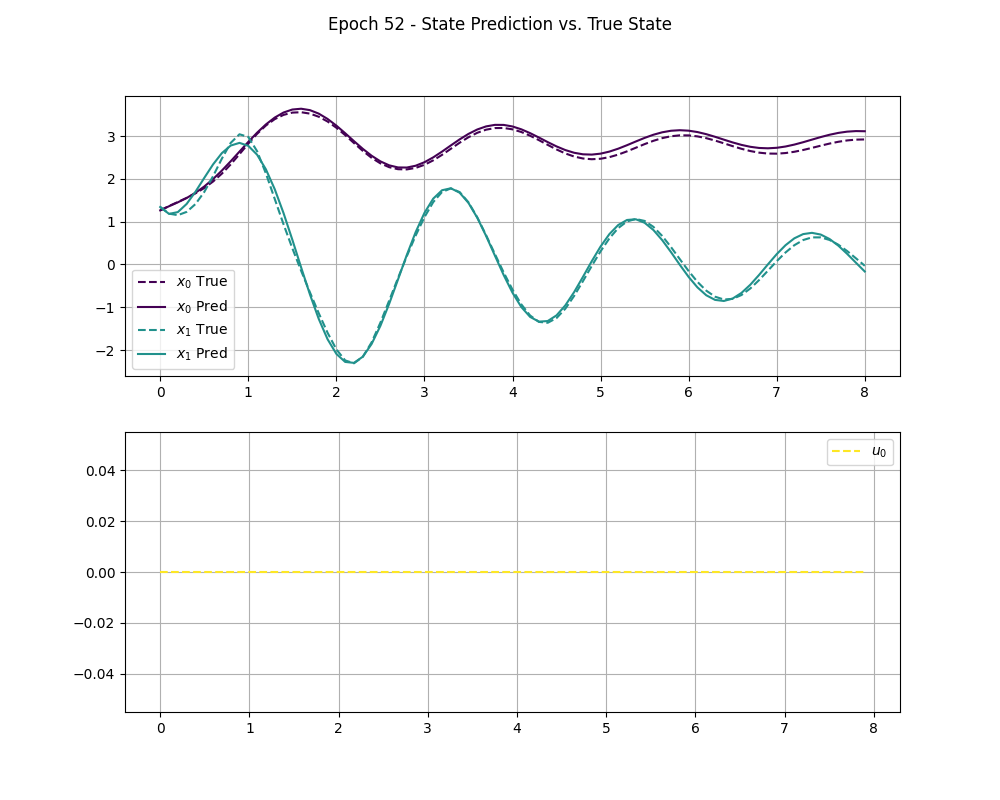 Epoch 52 - State Prediction vs. True State
3
2
1
0
−1
−2
x₀ True
x₀ Pred
x₁ True
x₁ Pred
0 1 2 3 4 5 6 7 8
0.04
0.02
0.00
−0.02
−0.04
u₀
0 1 2 3 4 5 6 7 8